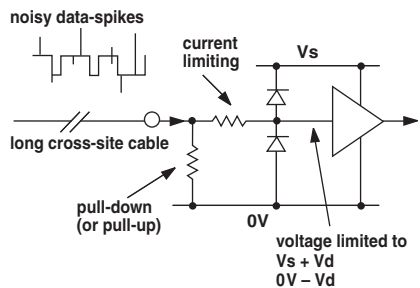 noisy data-spikes
current
limiting
Vs
long cross-site cable
pull-down
(or pull-up)
0V
voltage limited to
Vs + Vd
0V – Vd